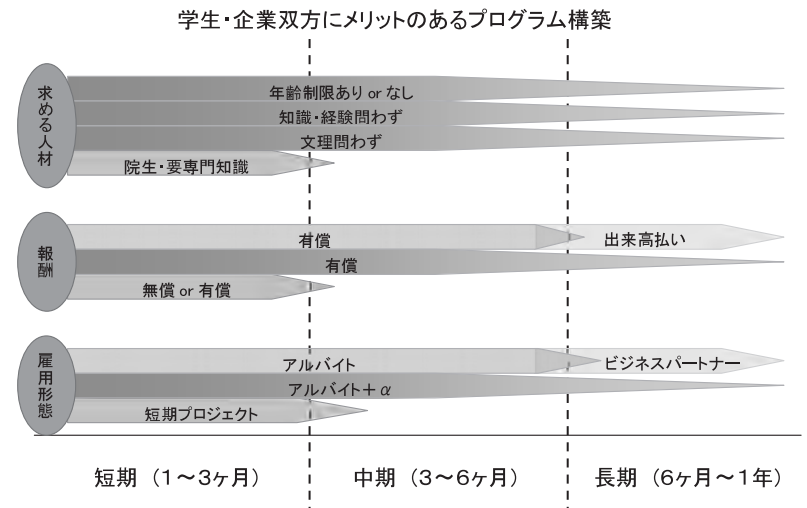 学生・企業双方にメリットのあるプログラム構築
求める人材
年齢制限あり or なし
知識・経験問わず
文理問わず
院生・要専門知識
報酬
有償
出来高払い
有償
無償 or 有償
雇用形態
アルバイト
ビジネスパートナー
アルバイト＋α
短期プロジェクト
短期（1～3ヶ月）
中期（3～6ヶ月）
長期（6ヶ月～1年）